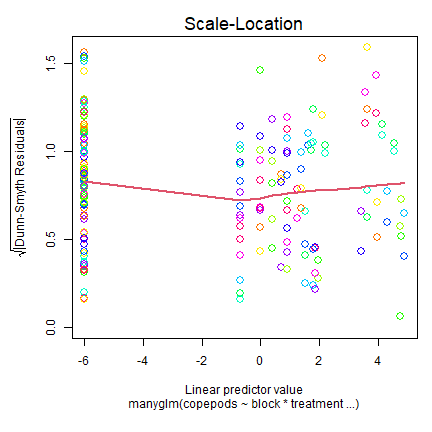 Scale-Location
√|Dunn-Smyth Residuals|
1.5
1.0
0.5
0.0
-6 -4 -2 0 2 4
Linear predictor value
manyglm(copepods ~ block * treatment ...)